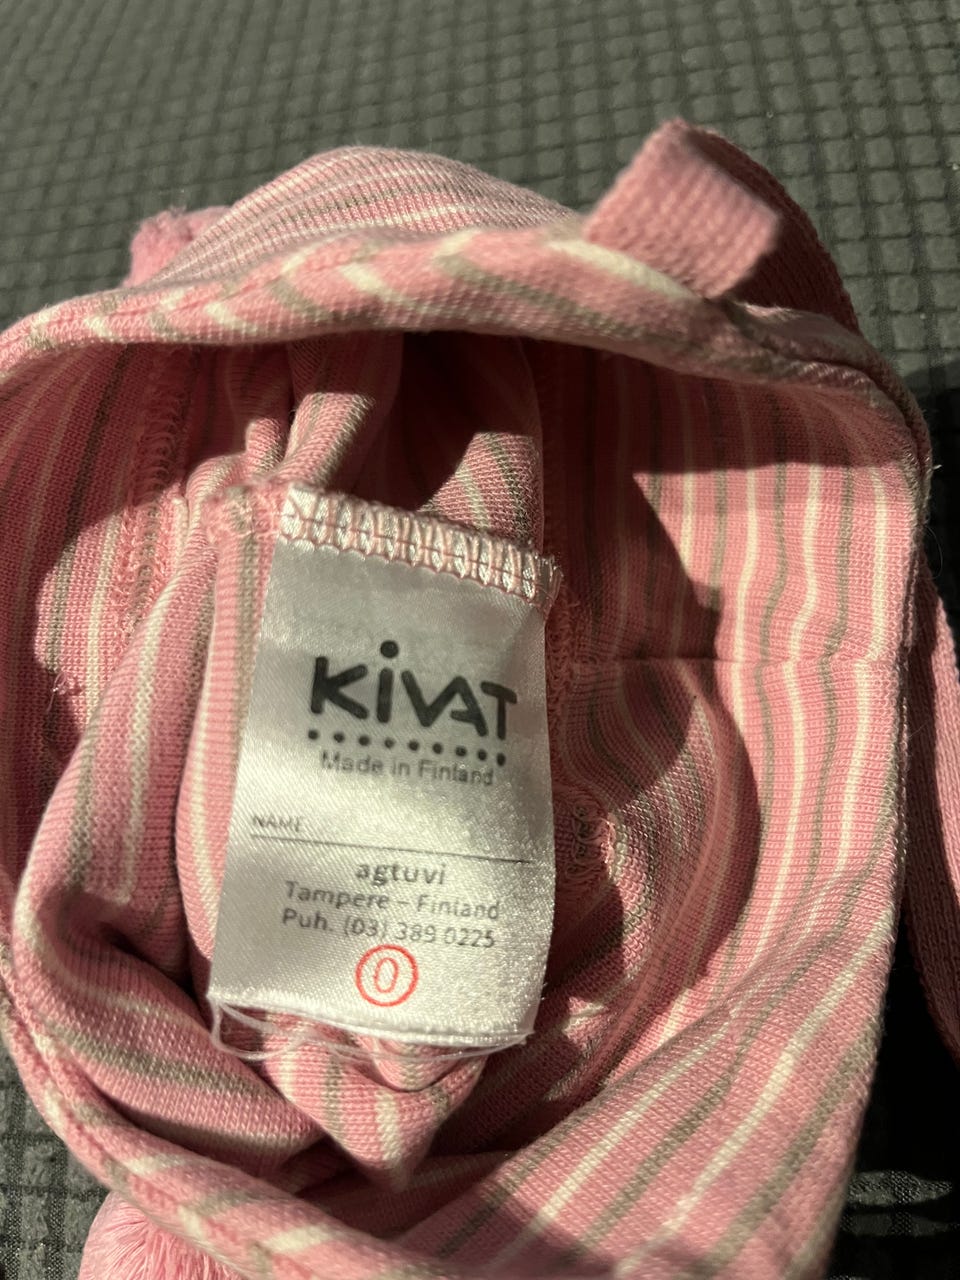 KiVAT
Made in Finland
NAME
agtuvi
Tampere – Finland
Puh. (03) 389 0225
0